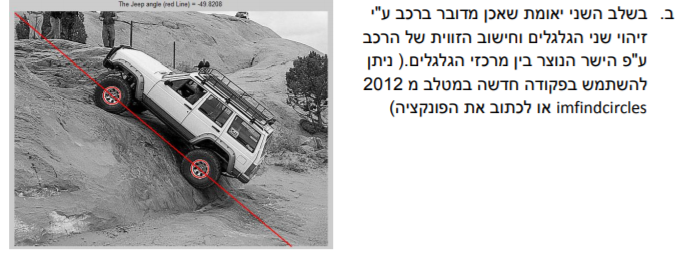 The Jeep angle (red Line) = -49.8208
ב. בשלב השני יאומת שאכן מדובר ברכב ע"י
זיהוי שני הגלגלים וחישוב הזווית של הרכב
ע"פ הישר הנוצר בין מרכזי הגלגלים.( ניתן
להשתמש בפקודה חדשה במטלב מ 2012
imfindcircles או לכתוב את הפונקציה)